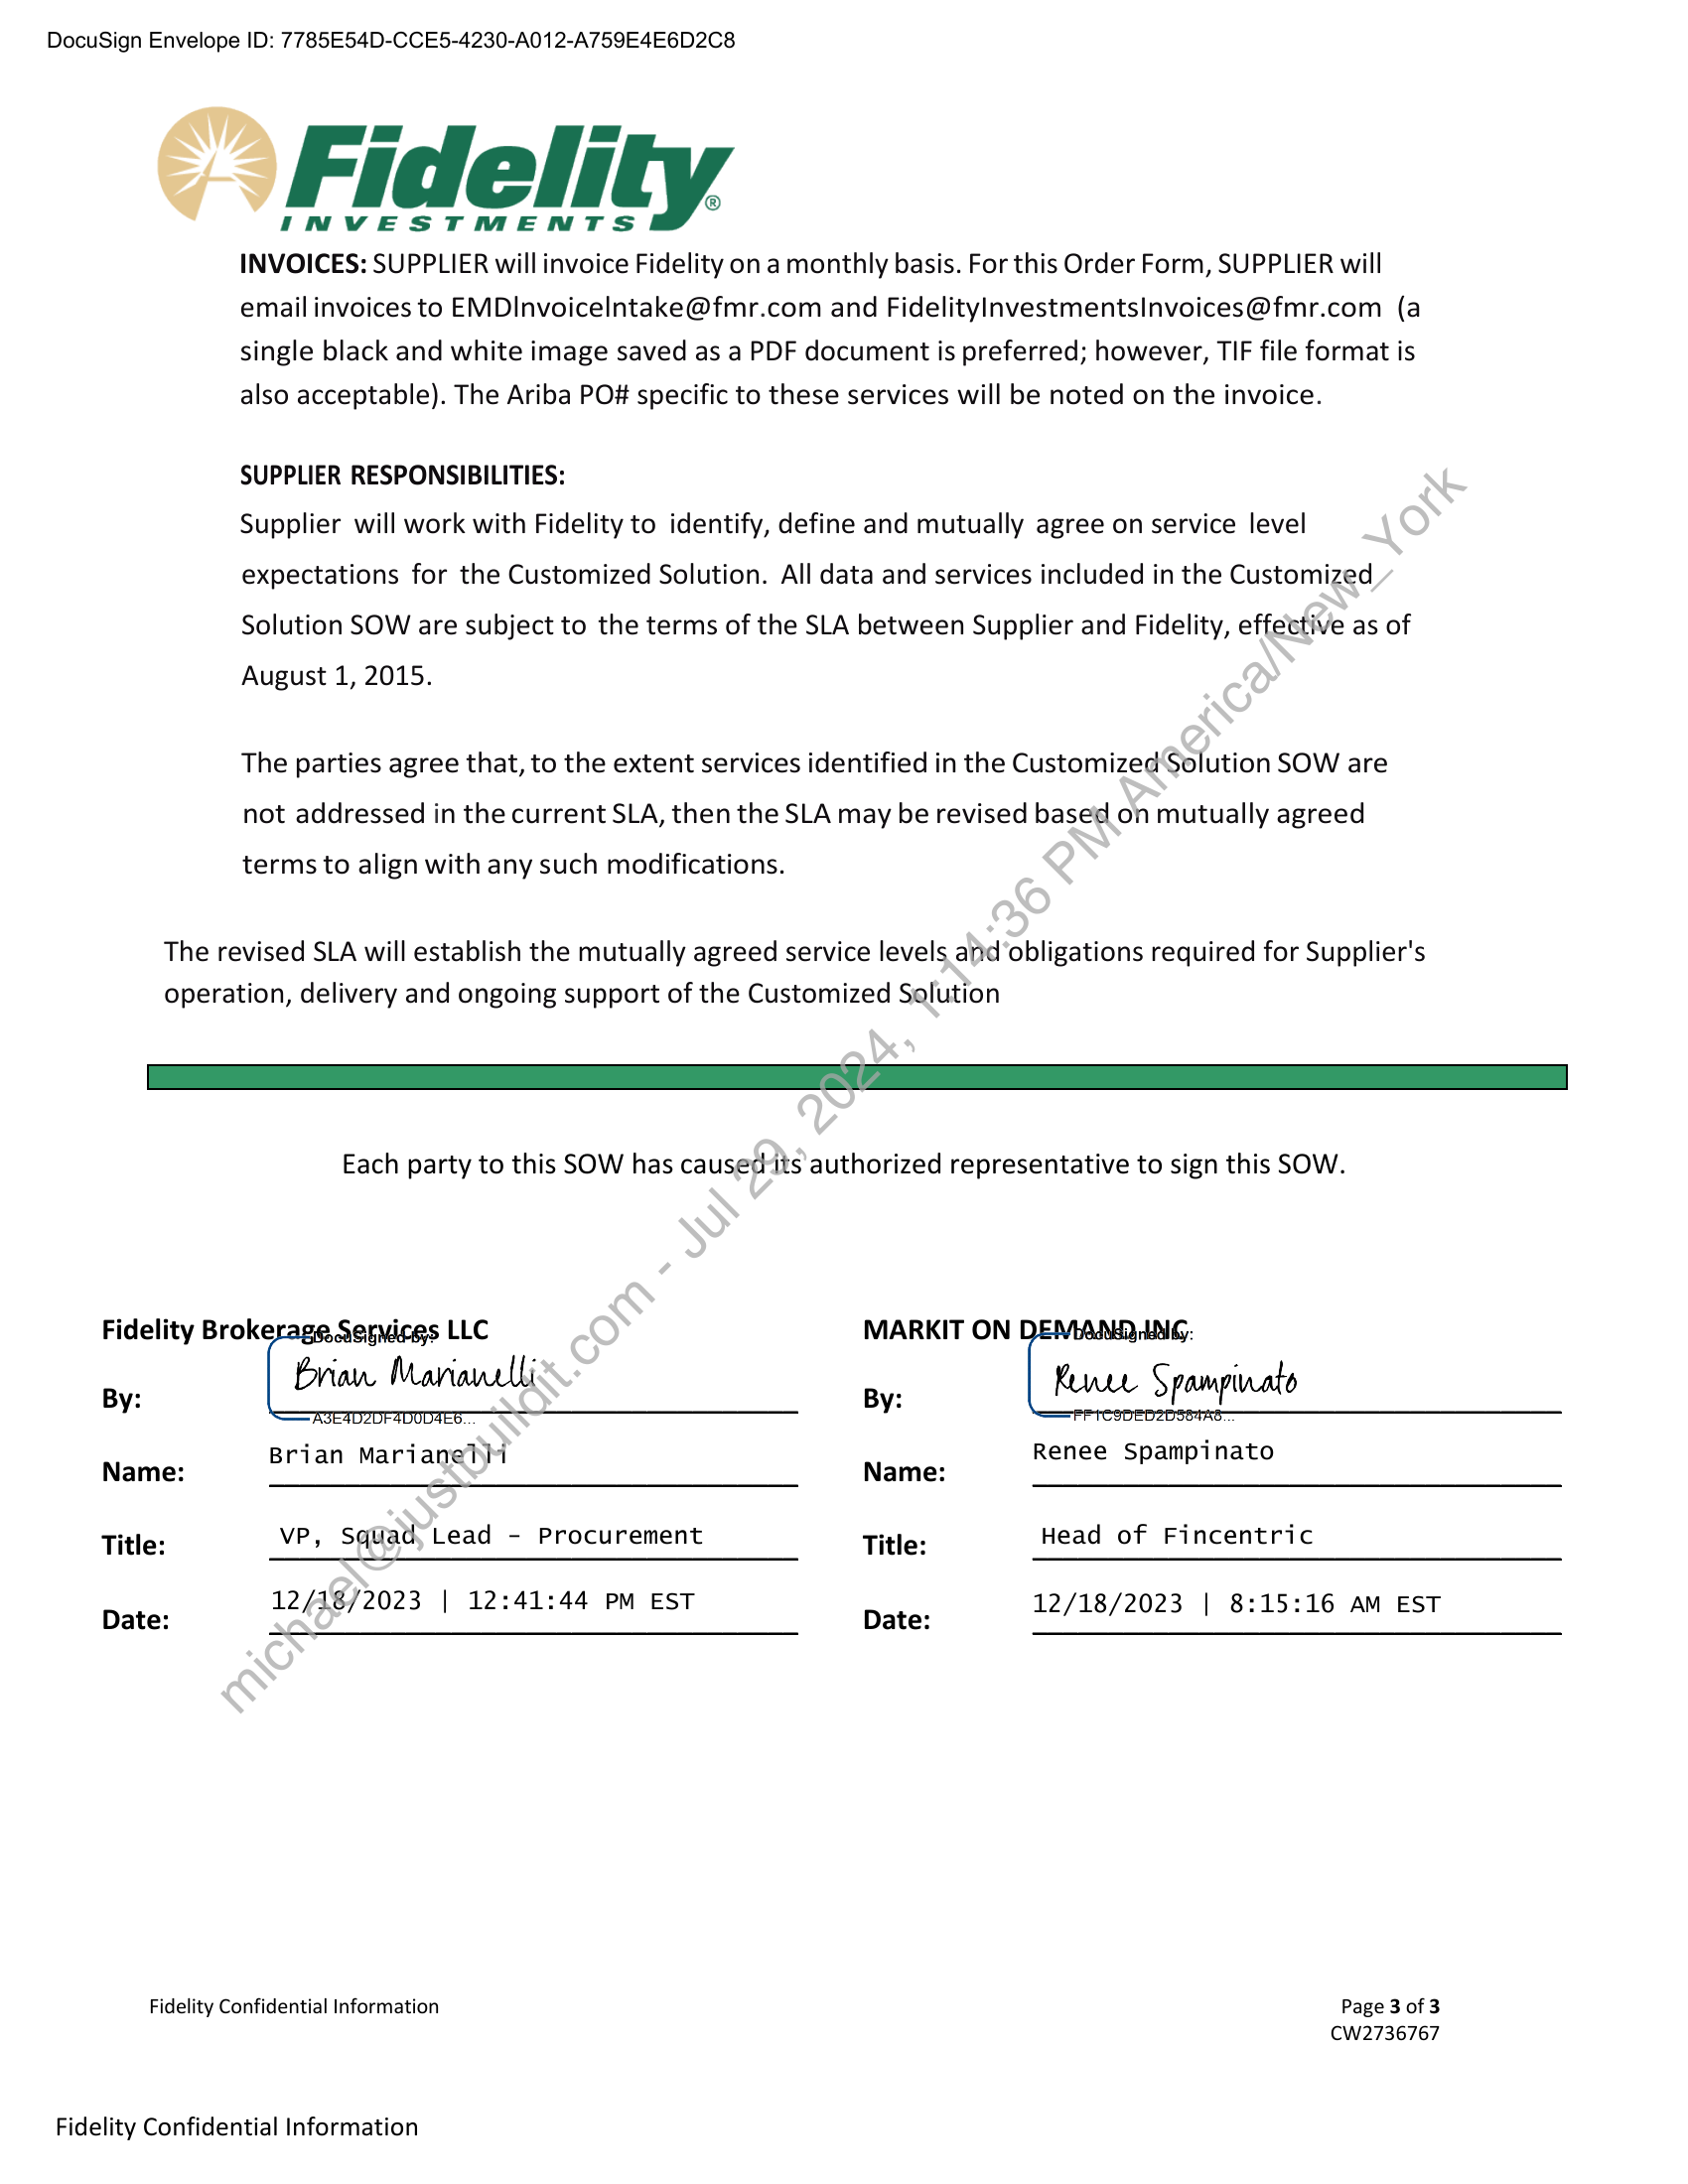 DocuSign Envelope ID: 7785E54D-CCE5-4230-A012-A759E4E6D2C8
Fidelity ®
INVESTMENTS
INVOICES: SUPPLIER will invoice Fidelity on a monthly basis. For this Order Form, SUPPLIER will
email invoices to EMDlnvoicelntake@fmr.com and FidelityInvestmentsInvoices@fmr.com (a
single black and white image saved as a PDF document is preferred; however, TIF file format is
also acceptable). The Ariba PO# specific to these services will be noted on the invoice.
SUPPLIER RESPONSIBILITIES:
Supplier will work with Fidelity to identify, define and mutually agree on service level
expectations for the Customized Solution. All data and services included in the Customized
Solution SOW are subject to the terms of the SLA between Supplier and Fidelity, effective as of
August 1, 2015.
The parties agree that, to the extent services identified in the Customized Solution SOW are
not addressed in the current SLA, then the SLA may be revised based on mutually agreed
terms to align with any such modifications.
The revised SLA will establish the mutually agreed service levels and obligations required for Supplier's
operation, delivery and ongoing support of the Customized Solution
Each party to this SOW has caused its authorized representative to sign this SOW.
Fidelity Brokerage Services LLC
DocuSigned by:
By: Brian Marianelli
A3E4D2DF4D0D4E6...
Name: Brian Marianelli
Title: VP, Squad Lead - Procurement
Date: 12/18/2023 | 12:41:44 PM EST
MARKIT ON DEMAND INC
DocuSigned by:
By: Renee Spampinato
FF1C9DED2D584A8...
Name: Renee Spampinato
Title: Head of Fincentric
Date: 12/18/2023 | 8:15:16 AM EST
michael@justbuildit.com - Jul 29, 2024, 1:14:36 PM America/New_York
Fidelity Confidential Information
Page 3 of 3
CW2736767
Fidelity Confidential Information